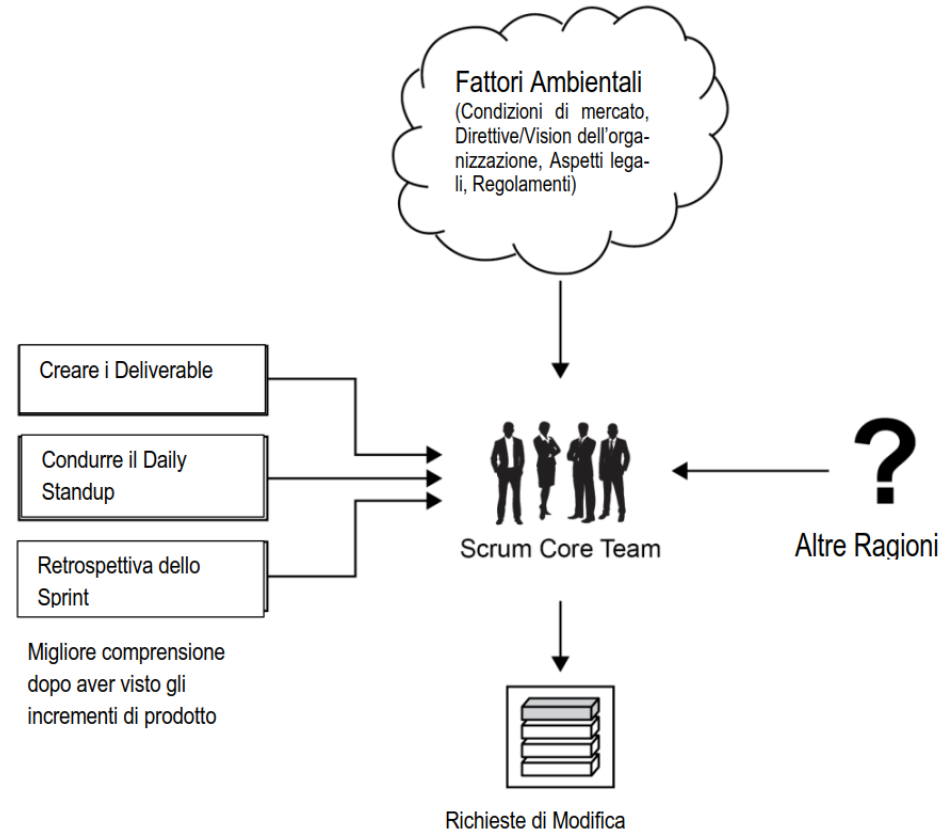 Fattori Ambientali
(Condizioni di mercato,
Direttive/Vision dell'orga-
nizzazione, Aspetti lega-
li, Regolamenti)
Creare i Deliverable
Condurre il Daily
Standup
Retrospettiva dello
Sprint
Migliore comprensione
dopo aver visto gli
incrementi di prodotto
Scrum Core Team
?
Altre Ragioni
Richieste di Modifica